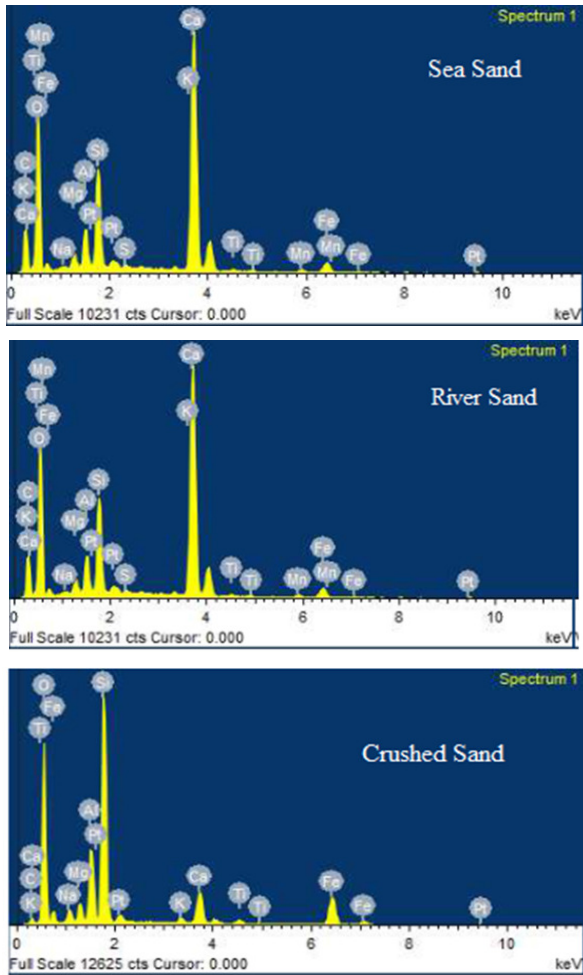 Spectrum 1
Sea Sand
Mn
Ca
Ti
K
Fe
O
Si
C
Al
K
Mg
Fe
Ca
Pt
Pt
Ti
Mn
Na
S
Ti
Mn
Fe
Pt
0 2 4 6 8 10
Full Scale 10231 cts Cursor: 0.000 keV
Spectrum 1
River Sand
Ca
Mn
Ti
K
Fe
O
Si
C
Al
K
Mg
Fe
Ca
Pt
Pt
Ti
Mn
Na
S
Ti
Mn
Fe
Pt
0 2 4 6 8 10
Full Scale 10231 cts Cursor: 0.000 keV
Spectrum 1
Crushed Sand
O
Si
Fe
Ti
Al
Pt
Ca
Mg
Ca
C
Fe
K
Na
Pt
K
Ti
Ti
Fe
Pt
0 2 4 6 8 10
Full Scale 12625 cts Cursor: 0.000 keV